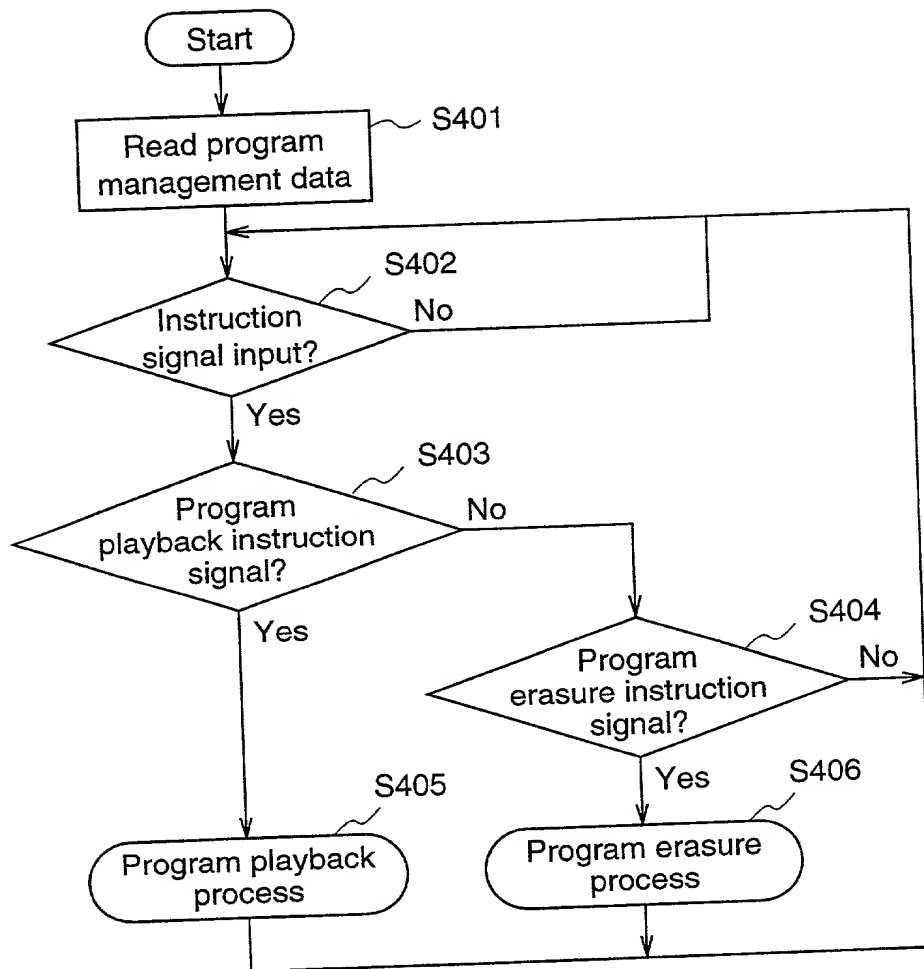 Start
S401
Read program
management data
S402
Instruction
signal input?
No
Yes
S403
Program
playback instruction
signal?
No
Yes
S404
Program
erasure instruction
signal?
No
Yes
S405
Program playback
process
S406
Program erasure
process